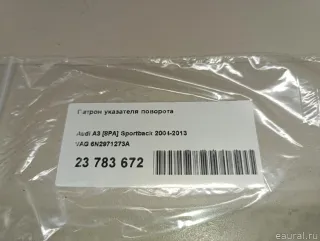 Патрон указателя поворота
Audi A3 [8PA] Sportback 2004-2013
VAG 6N2971273A
23 783 672
© eaural.ru